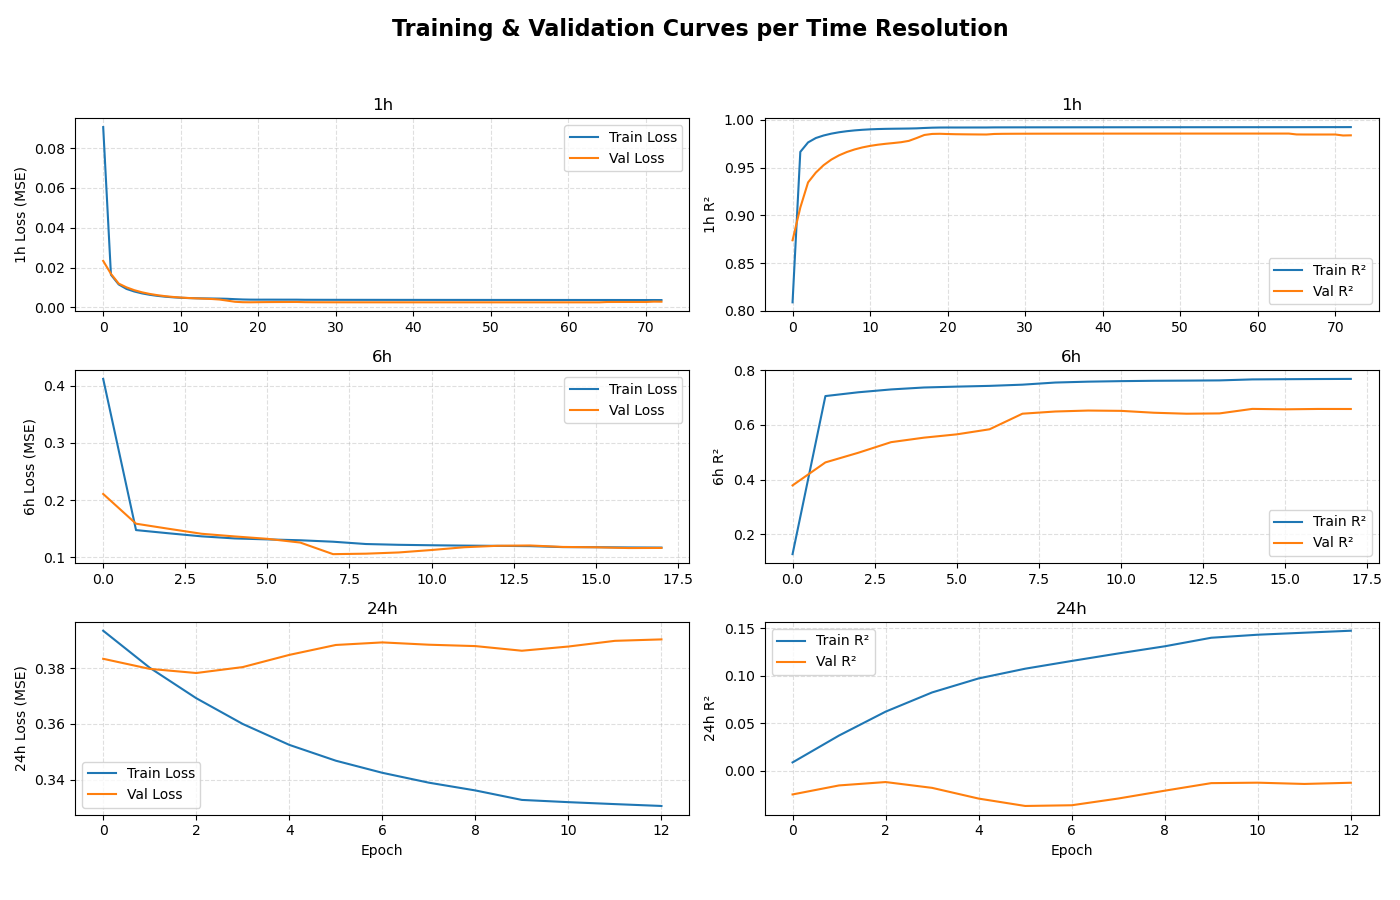 Training & Validation Curves per Time Resolution
1h
1h Loss (MSE)
0.08
0.06
0.04
0.02
0.00
Train Loss
Val Loss
0 10 20 30 40 50 60 70
1h
1h R²
1.00
0.95
0.90
0.85
0.80
Train R²
Val R²
0 10 20 30 40 50 60 70
6h
6h Loss (MSE)
0.4
0.3
0.2
0.1
Train Loss
Val Loss
0.0 2.5 5.0 7.5 10.0 12.5 15.0 17.5
6h
6h R²
0.8
0.6
0.4
0.2
Train R²
Val R²
0.0 2.5 5.0 7.5 10.0 12.5 15.0 17.5
24h
24h Loss (MSE)
0.38
0.36
0.34
Train Loss
Val Loss
0 2 4 6 8 10 12
Epoch
24h
24h R²
0.15
0.10
0.05
0.00
Train R²
Val R²
0 2 4 6 8 10 12
Epoch